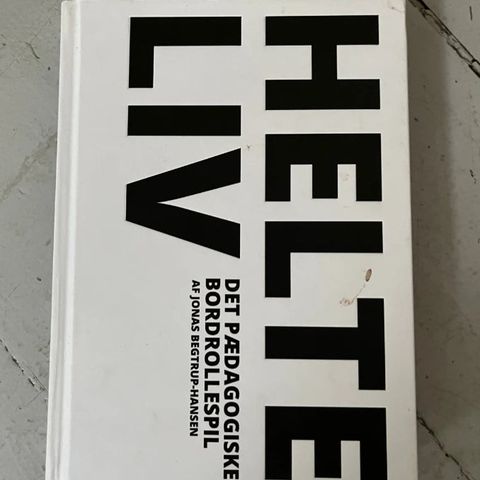 HELTE
LIV
DET PÆDAGOGISKE
BORDROLLESPIL
AF JONAS BEGTRUP-HANSEN